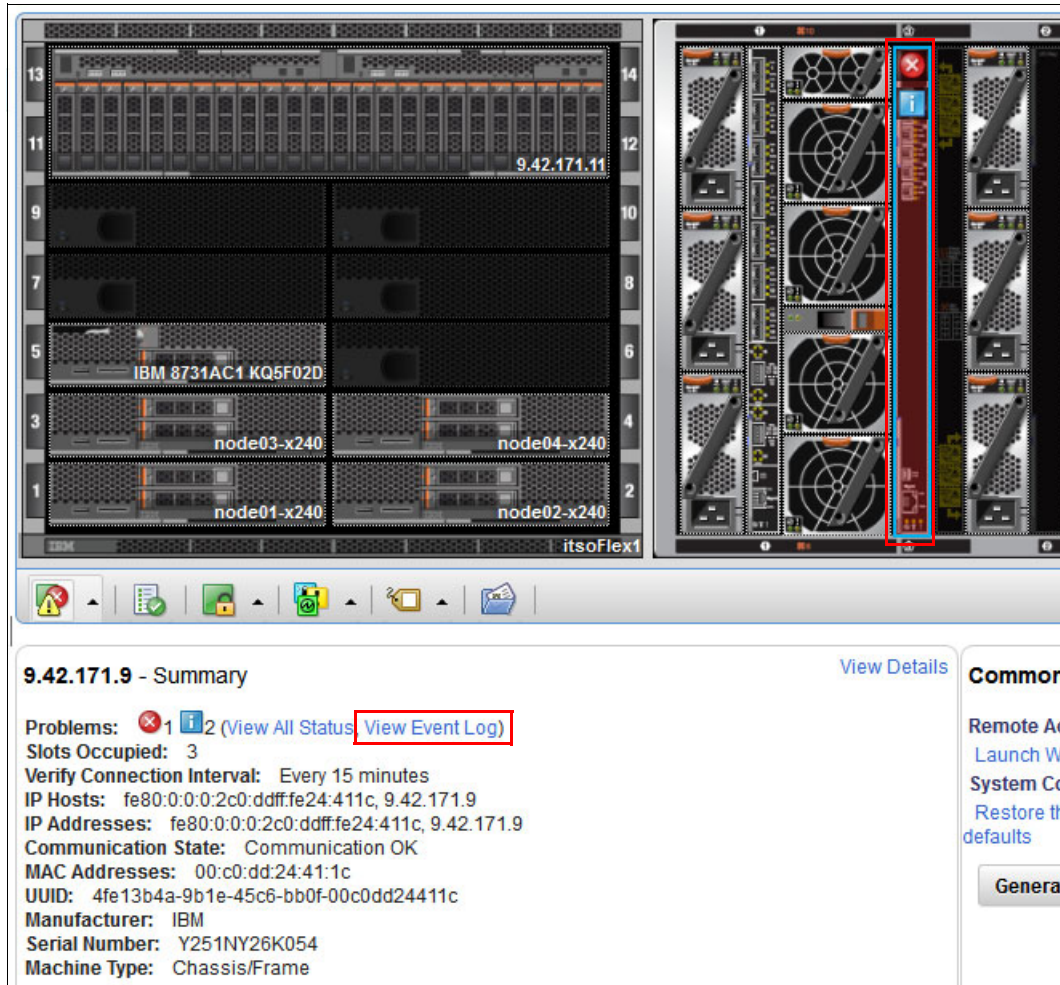 13
14
11
12
9.42.171.11
9
10
7
8
5
6
IBM 8731AC1 KQ5F02D
3
4
node03-x240
node04-x240
1
2
node01-x240
node02-x240
IBM
itsoFlex1
9.42.171.9 - Summary
View Details
Problems: 1 2 (View All Status, View Event Log)
Slots Occupied: 3
Verify Connection Interval: Every 15 minutes
IP Hosts: fe80:0:0:0:2c0:ddff:fe24:411c, 9.42.171.9
IP Addresses: fe80:0:0:0:2c0:ddff:fe24:411c, 9.42.171.9
Communication State: Communication OK
MAC Addresses: 00:c0:dd:24:41:1c
UUID: 4fe13b4a-9b1e-45c6-bb0f-00c0dd24411c
Manufacturer: IBM
Serial Number: Y251NY26K054
Machine Type: Chassis/Frame
Common
Remote Ac
Launch W
System Co
Restore th
defaults
Genera